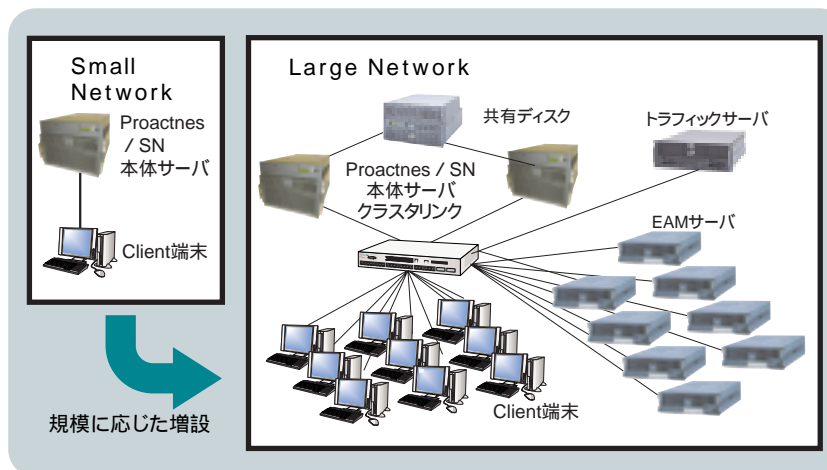 Small
Network
Proactnes
/ SN
本体サーバ
Client端末
規模に応じた増設
Large Network
共有ディスク
トラフィックサーバ
Proactnes / SN
本体サーバ
クラスタリンク
EAMサーバ
Client端末